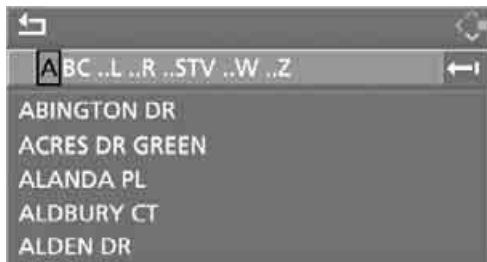 ABC ..L ..R ..STV ..W ..Z
ABINGTON DR
ACRES DR GREEN
ALANDA PL
ALDBURY CT
ALDEN DR